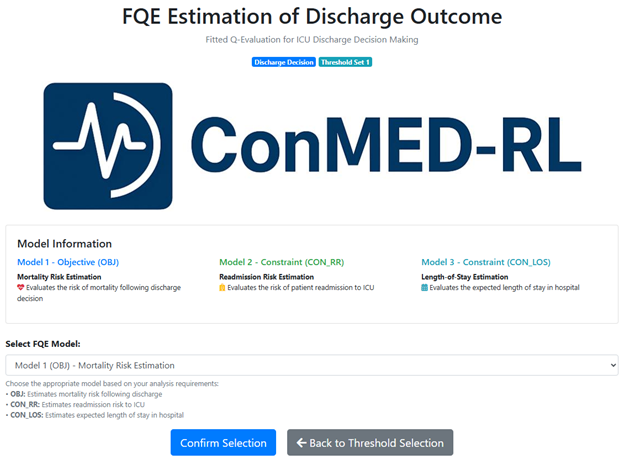 FQE Estimation of Discharge Outcome
Fitted Q-Evaluation for ICU Discharge Decision Making
Discharge Decision Threshold Set 1
ConMED-RL
Model Information
Model 1 - Objective (OBJ)
Mortality Risk Estimation
Evaluates the risk of mortality following discharge
decision
Model 2 - Constraint (CON_RR)
Readmission Risk Estimation
Evaluates the risk of patient readmission to ICU
Model 3 - Constraint (CON_LOS)
Length-of-Stay Estimation
Evaluates the expected length of stay in hospital
Select FQE Model:
Model 1 (OBJ) - Mortality Risk Estimation
Choose the appropriate model based on your analysis requirements:
• OBJ: Estimates mortality risk following discharge
• CON_RR: Estimates readmission risk to ICU
• CON_LOS: Estimates expected length of stay in hospital
Confirm Selection
Back to Threshold Selection